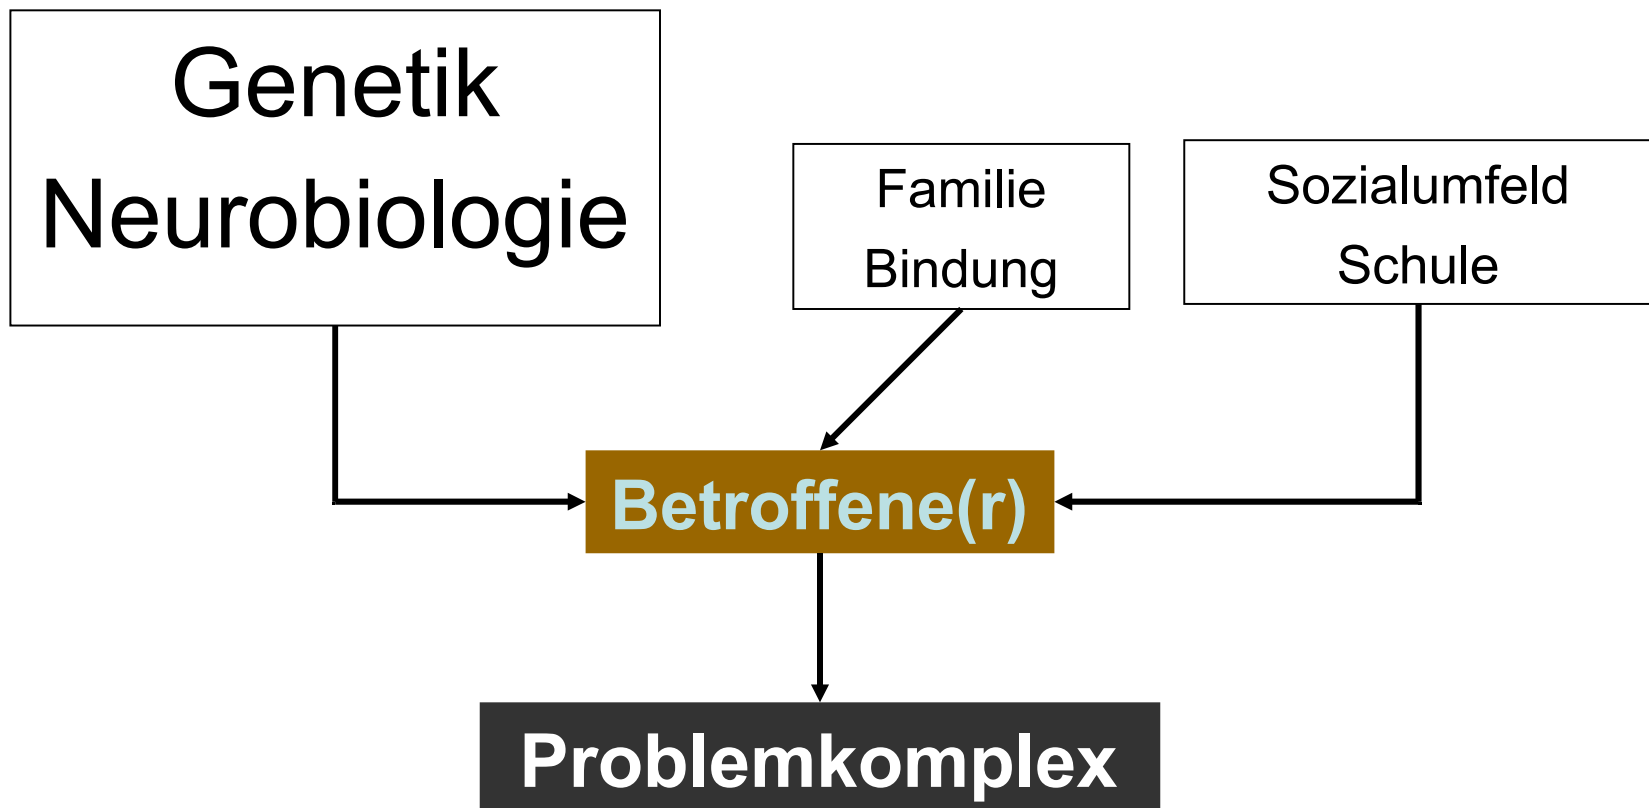 Genetik
Neurobiologie
Familie
Bindung
Sozialumfeld
Schule
Betroffene(r)
Problemkomplex